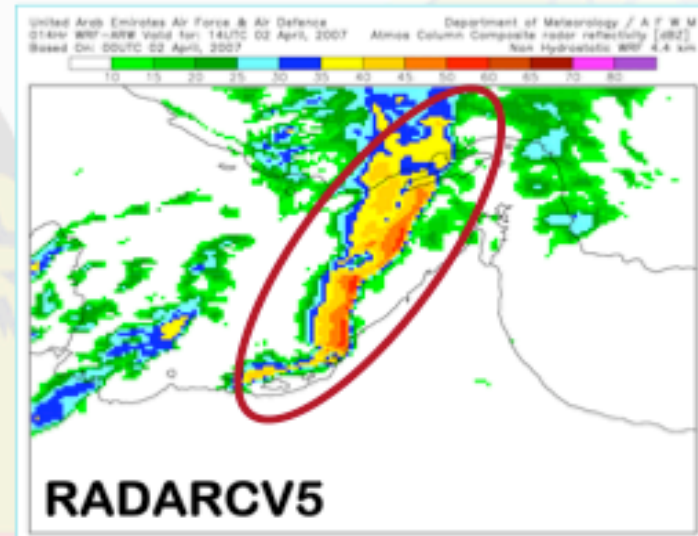 United Arab Emirates Air Force & Air Defence
Department of Meteorology / A F W M
014Hr WRF-ARW Valid for: 14UTC 02 April, 2007
Atmos Column Composite radar reflectivity [dBZ]
Based On: 00UTC 02 April, 2007
Non Hydrostatic WRF 4.4 km
10 15 20 25 30 35 40 45 50 60 65 70 80
RADARCV5